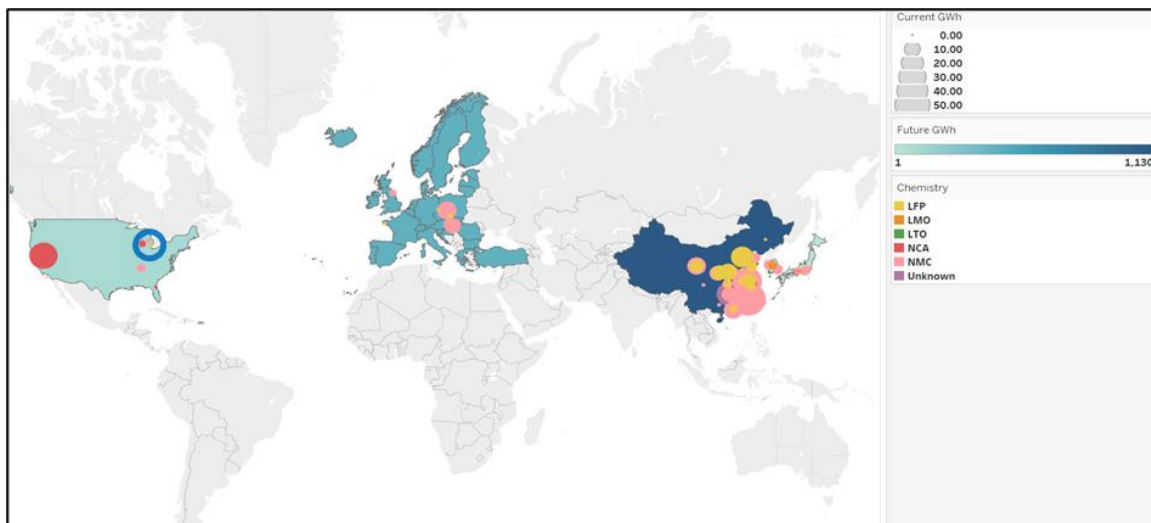 Current GWh
0.00
10.00
20.00
30.00
40.00
50.00
Future GWh
1 1,130
Chemistry
LFP
LMO
LTO
NCA
NMC
Unknown